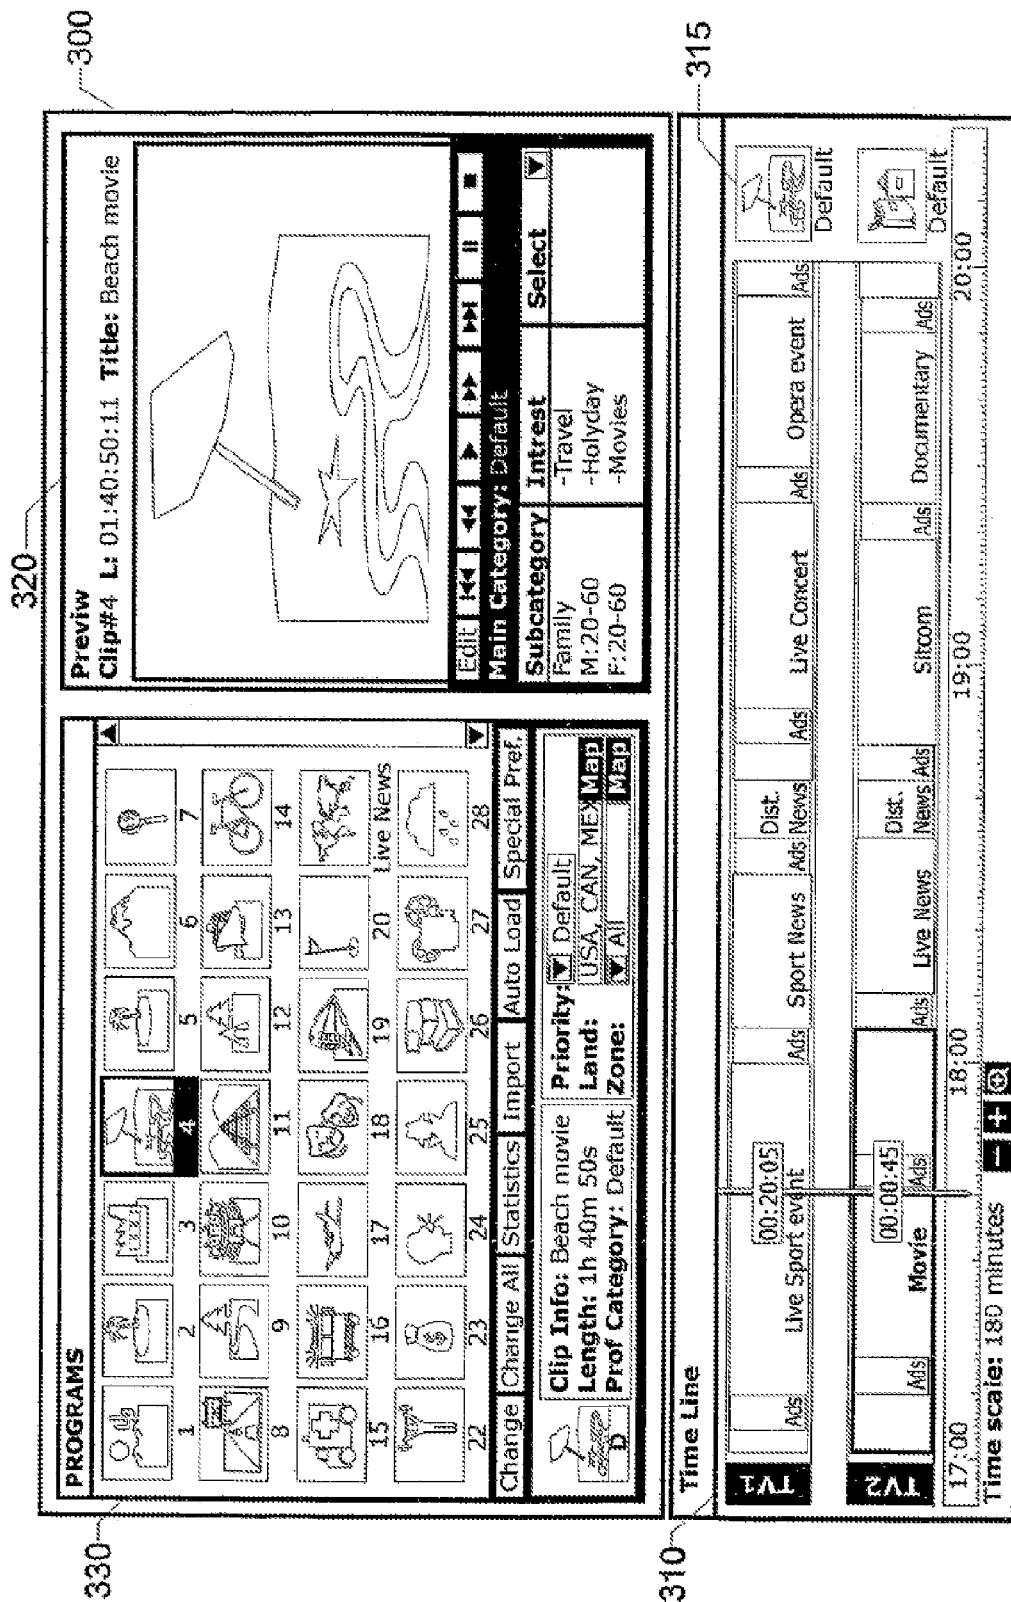 320
300
330
310
315
PROGRAMS
1 2 3 4 5 6 7
8 9 10 11 12 13 14
15 16 17 18 19 20 Live News
22 23 24 25 26 27 28
Change Change All Statistics Import Auto Load Special Pref.
D
Clip Info: Beach movie
Length: 1h 40m 50s
Prof Category: Default
Priority: Default
Land: USA, CAN, MEX Map
Zone: All Map
Previw
Clip#4 L: 01:40:50:11 Title: Beach movie
Edit
Main Category: Default
Subcategory Intrest Select
Family -Travel
M:20-60 -Holyday
F:20-60 -Movies
Time Line
TV1 Ads Live Sport event 00:20:05 Ads Sport News Ads Dist. News Ads Live Concert Ads Opera event Ads Default
TV2 Ads Movie 00:00:45 Ads Ads Live News Dist. News Ads Sitcom Ads Documentary Ads Default
17:00 18:00 19:00 20:00
Time scale: 180 minutes − +